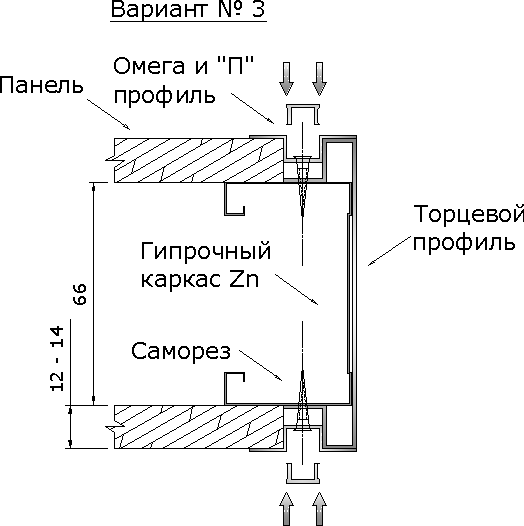 Вариант № 3
Омега и "П"
профиль
Панель
Торцевой
профиль
Гипрочный
каркас Zn
66
Саморез
12 - 14